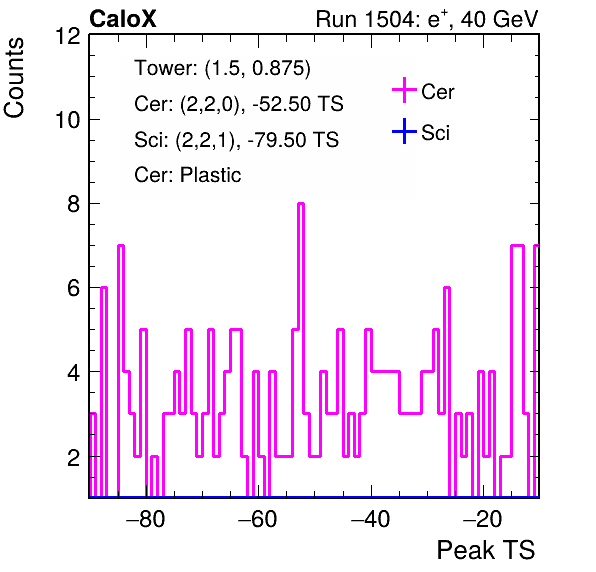 CaloX Run 1504: e⁺, 40 GeV
Counts
12
10
8
6
4
2
Tower: (1.5, 0.875)
Cer: (2,2,0), -52.50 TS
Sci: (2,2,1), -79.50 TS
Cer: Plastic
Cer
Sci
−80 −60 −40 −20
Peak TS